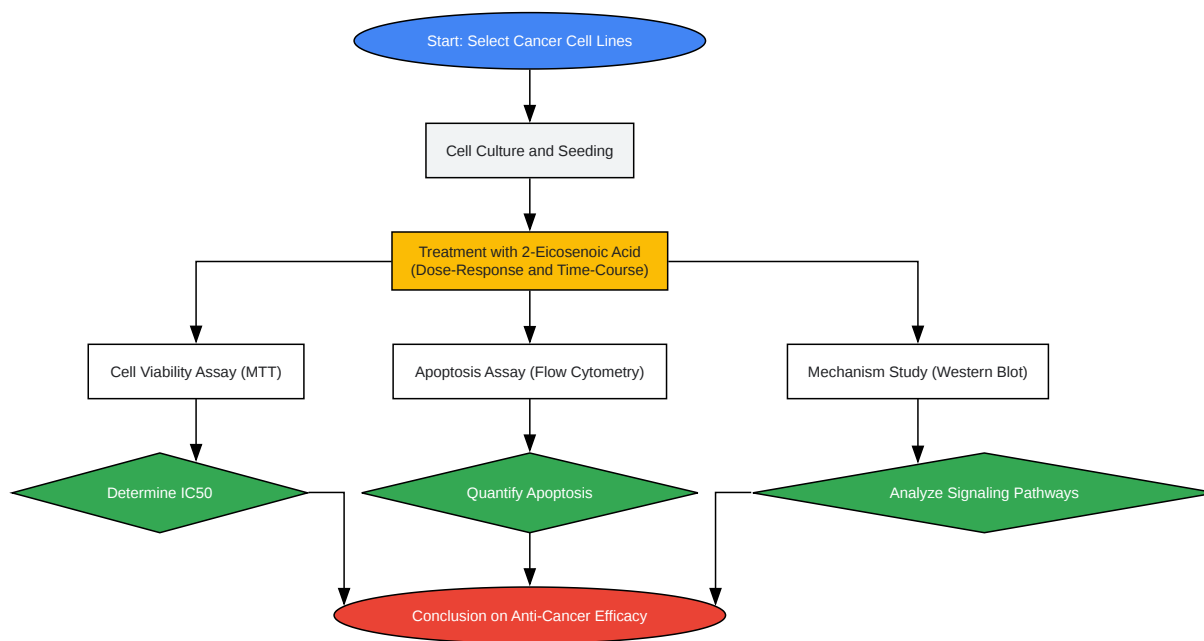 Start: Select Cancer Cell Lines
Cell Culture and Seeding
Treatment with 2-Eicosenoic Acid
(Dose-Response and Time-Course)
Cell Viability Assay (MTT)
Apoptosis Assay (Flow Cytometry)
Mechanism Study (Western Blot)
Determine IC50
Quantify Apoptosis
Analyze Signaling Pathways
Conclusion on Anti-Cancer Efficacy